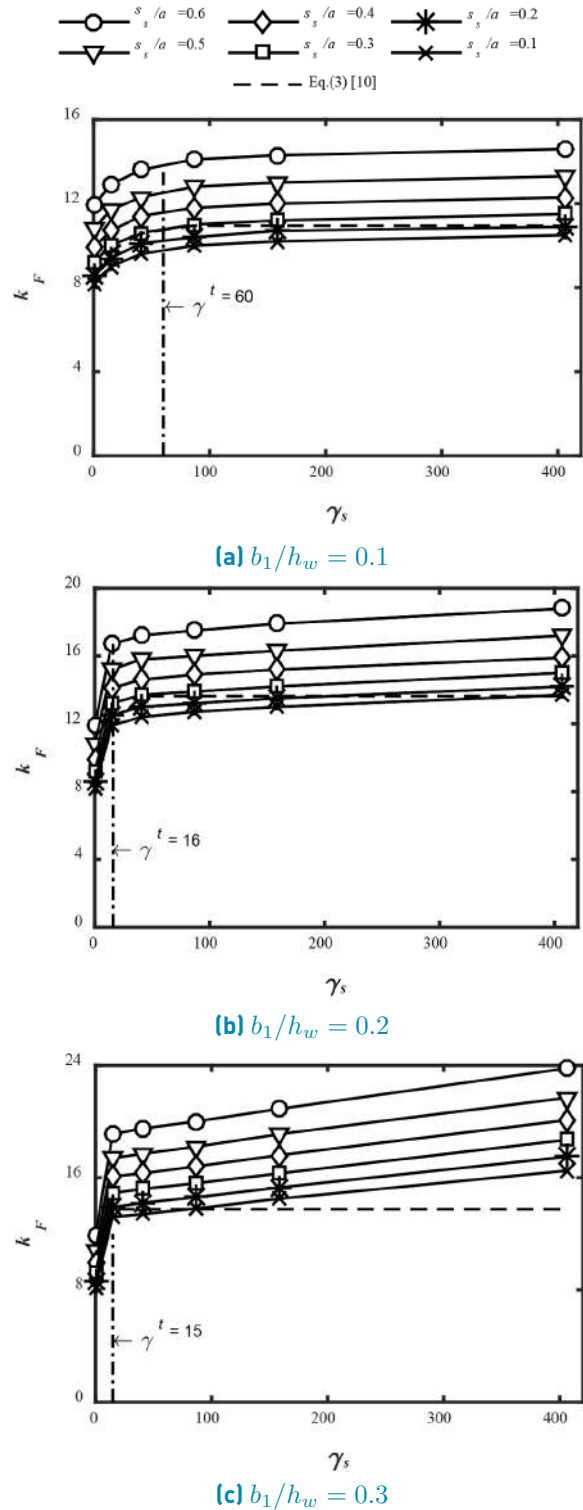 s_s/a =0.6 s_s/a =0.4 s_s/a =0.2
s_s/a =0.5 s_s/a =0.3 s_s/a =0.1
Eq.(3) [10]
16
12
8
4
0
k_F
← γ^t = 60
0 100 200 300 400
γ_s
(a) b_1/h_w = 0.1
20
16
12
8
4
0
k_F
← γ^t = 16
0 100 200 300 400
γ_s
(b) b_1/h_w = 0.2
24
16
8
0
k_F
← γ^t = 15
0 100 200 300 400
γ_s
(c) b_1/h_w = 0.3